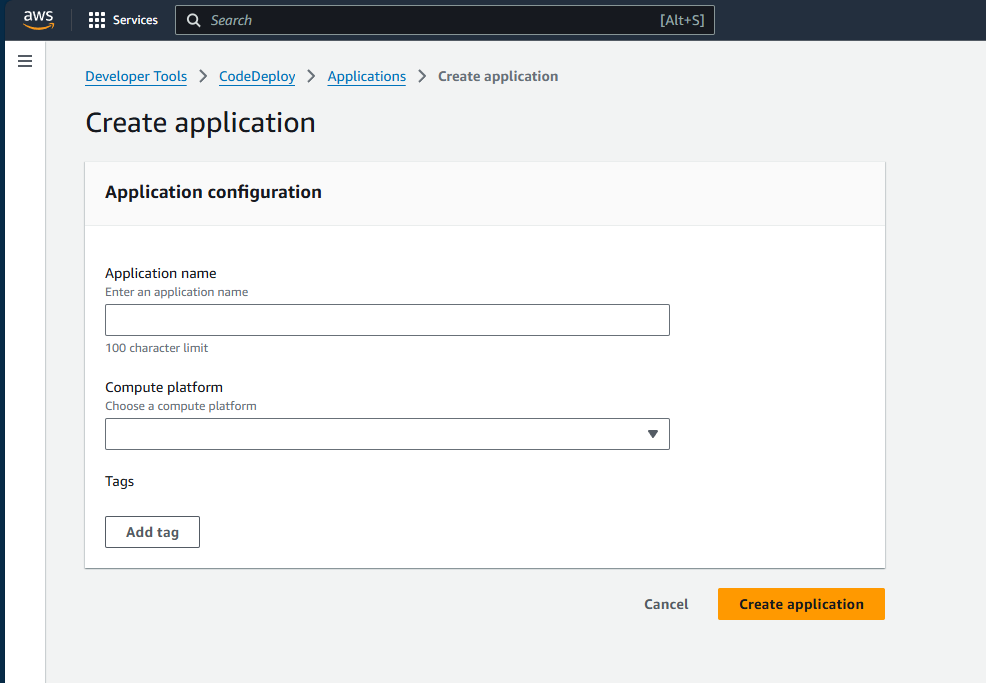 aws Services Search [Alt+S]
Developer Tools > CodeDeploy > Applications > Create application
Create application
Application configuration
Application name
Enter an application name
100 character limit
Compute platform
Choose a compute platform
Tags
Add tag
Cancel Create application